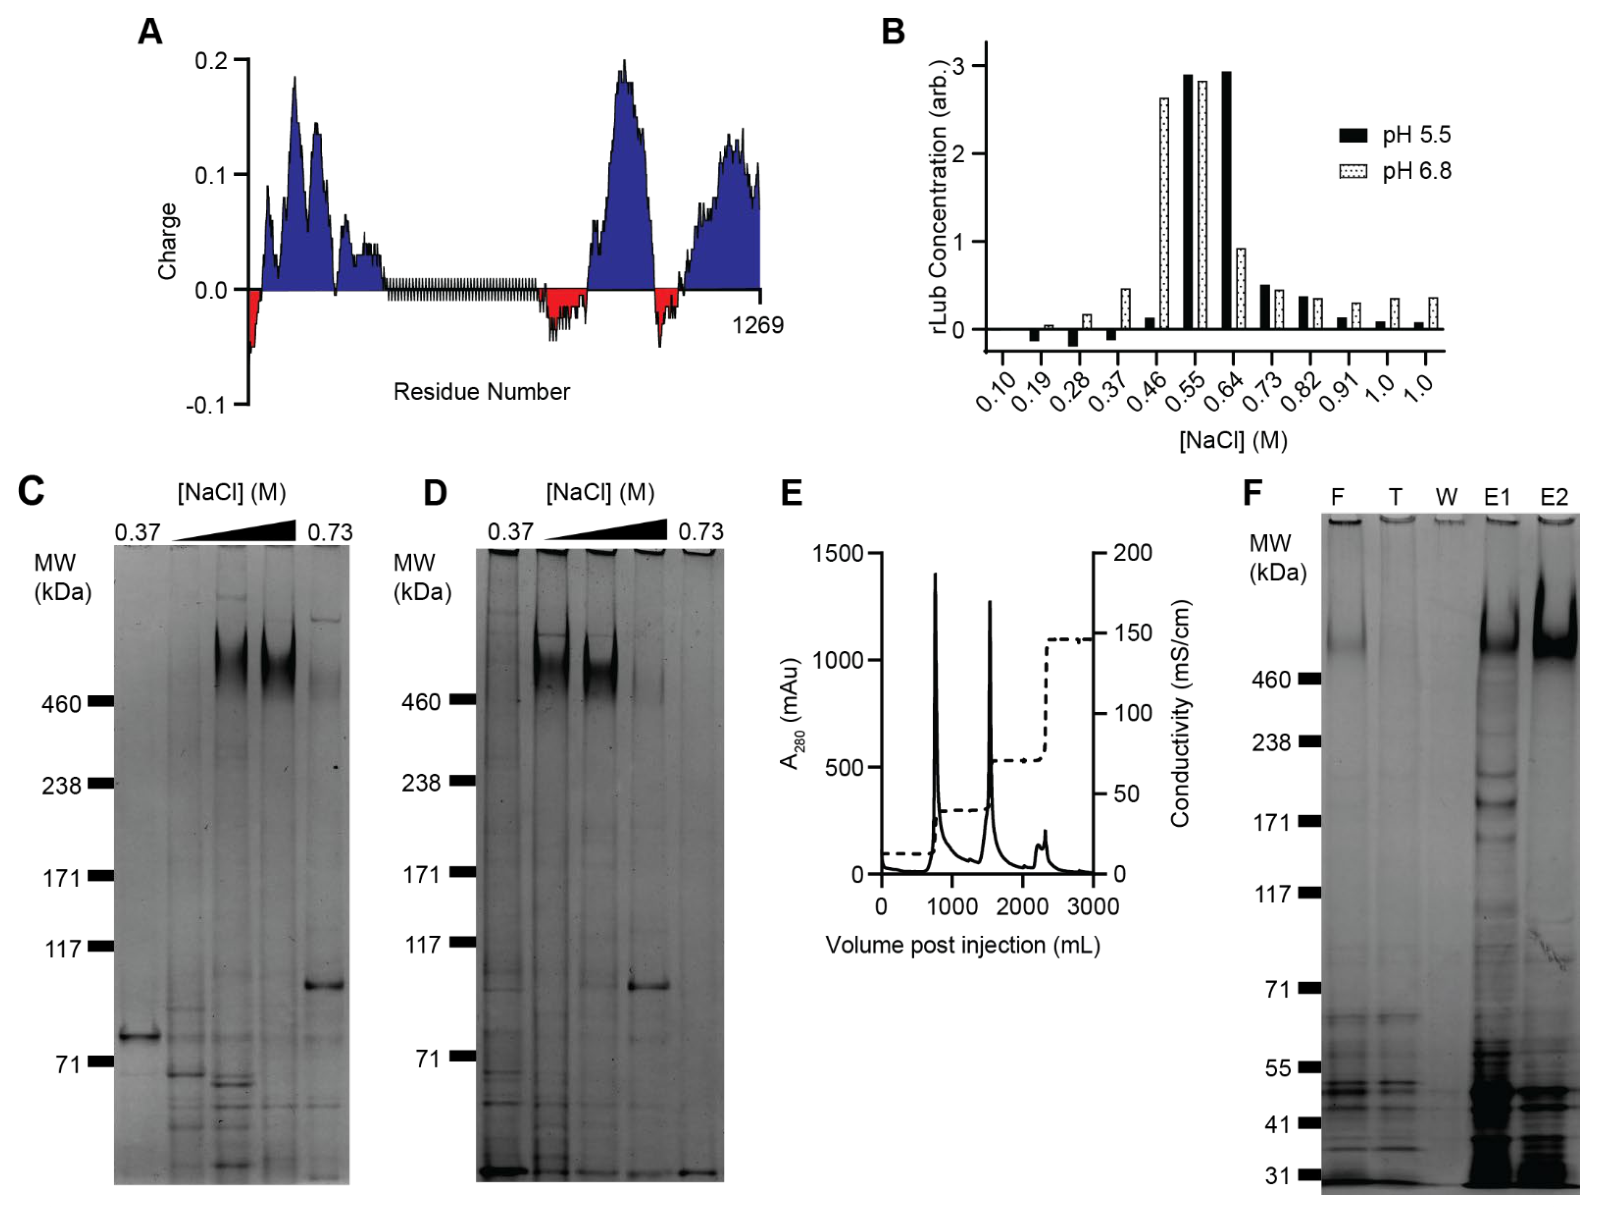 A
0.2
0.1
0.0
-0.1
Charge
1269
Residue Number
B
3
2
1
0
rLub Concentration (arb.)
pH 5.5
pH 6.8
0.10
0.19
0.28
0.37
0.46
0.55
0.64
0.73
0.82
0.91
1.0
1.0
[NaCl] (M)
C
[NaCl] (M)
0.37
0.73
MW
(kDa)
460
238
171
117
71
D
[NaCl] (M)
0.37
0.73
MW
(kDa)
460
238
171
117
71
E
1500
1000
500
0
A280 (mAu)
200
150
100
50
0
Conductivity (mS/cm)
0
1000
2000
3000
Volume post injection (mL)
F
F T W E1 E2
MW
(kDa)
460
238
171
117
71
55
41
31